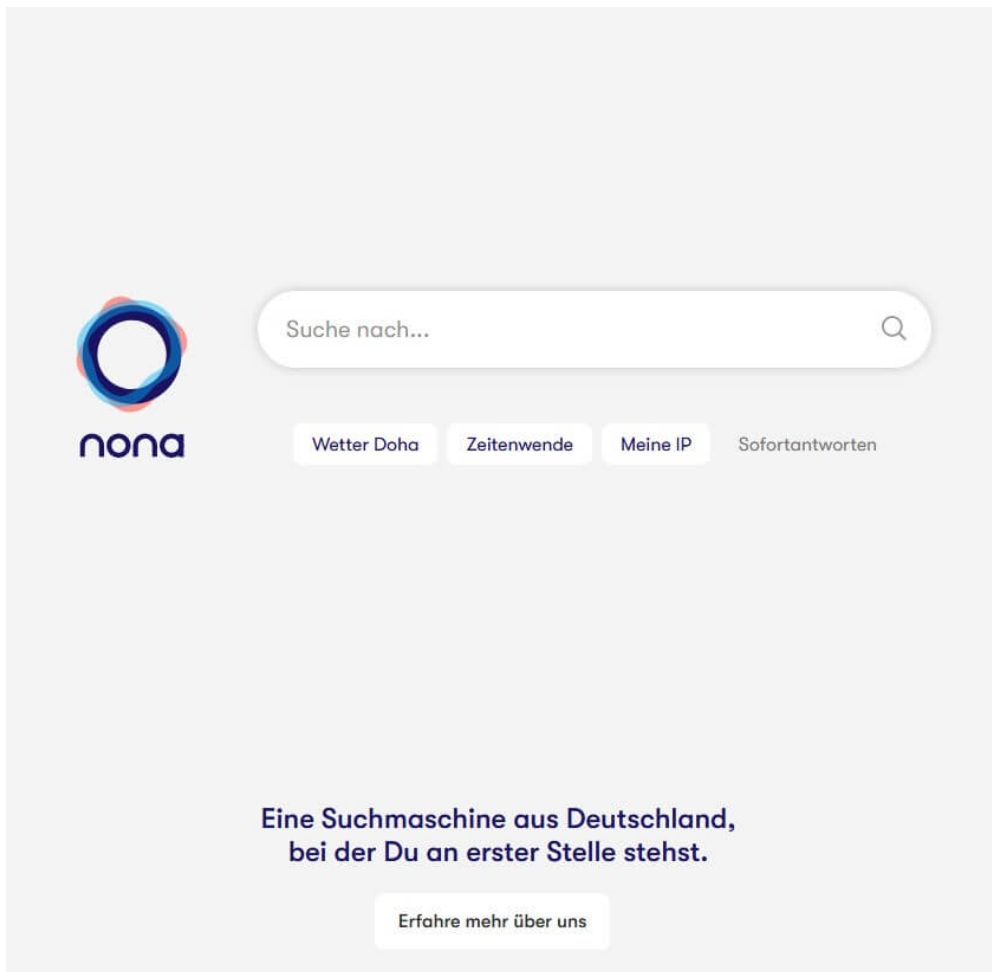 Suche nach...
nona
Wetter Doha Zeitenwende Meine IP Sofortantworten
Eine Suchmaschine aus Deutschland,
bei der Du an erster Stelle stehst.
Erfahre mehr über uns